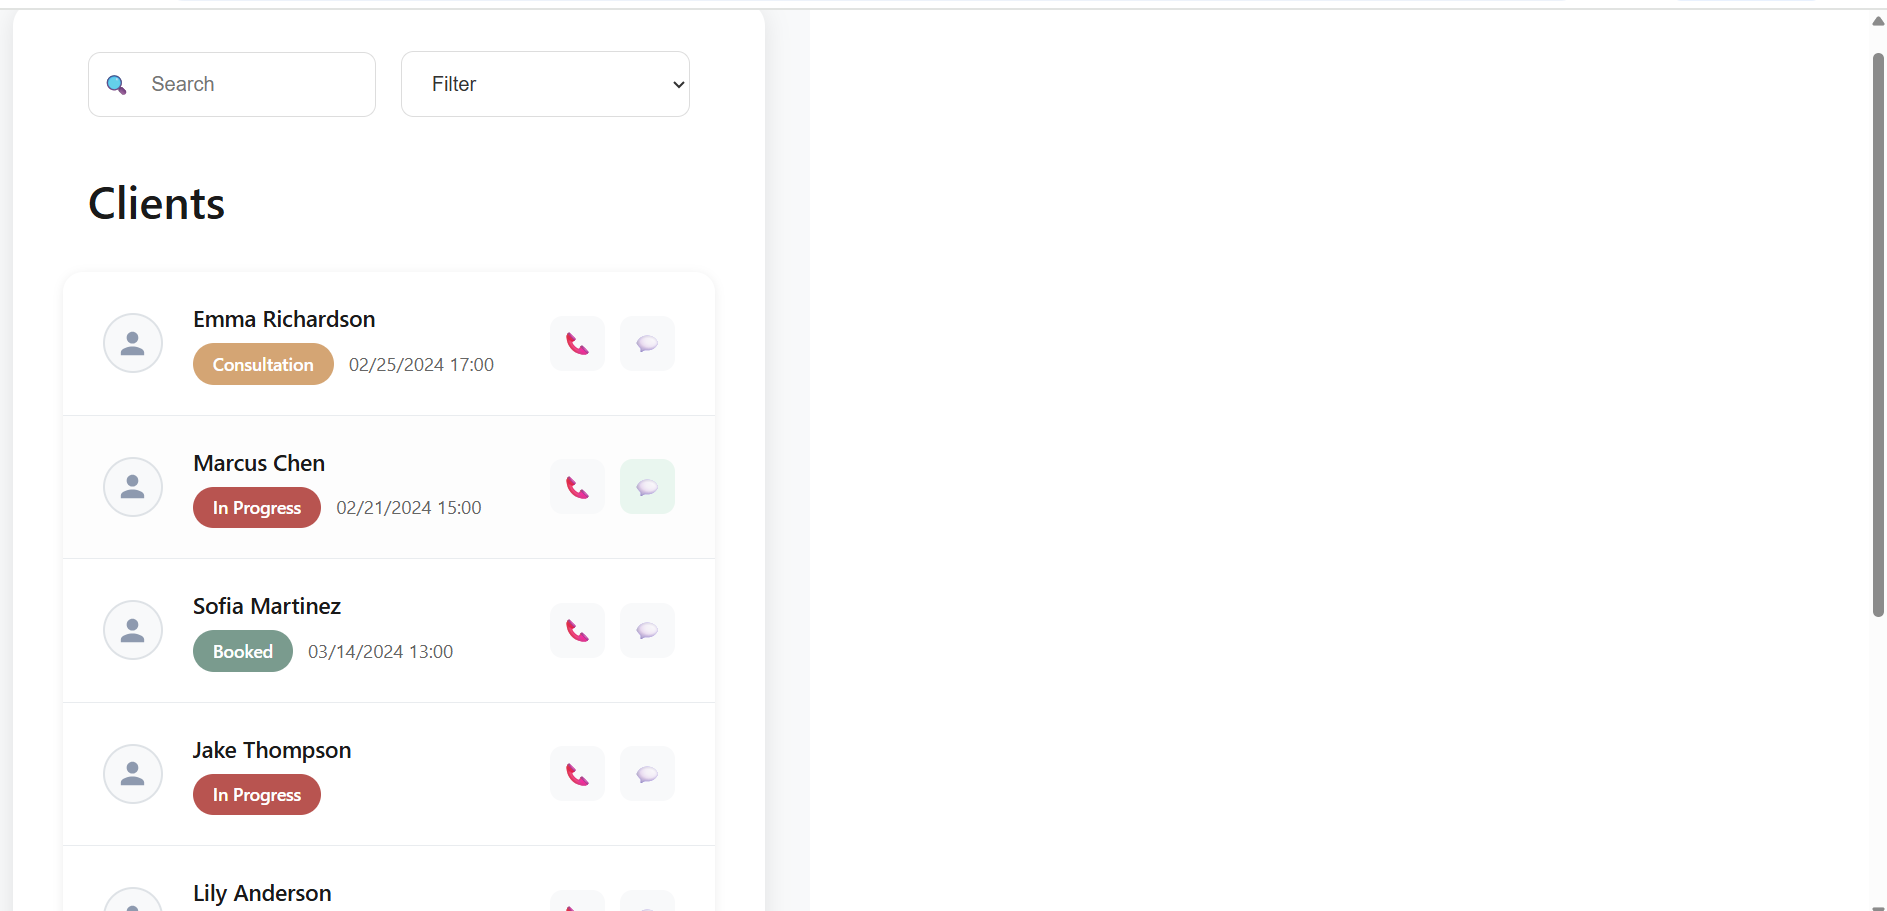 Search
Filter
Clients
Emma Richardson
Consultation 02/25/2024 17:00
Marcus Chen
In Progress 02/21/2024 15:00
Sofia Martinez
Booked 03/14/2024 13:00
Jake Thompson
In Progress
Lily Anderson